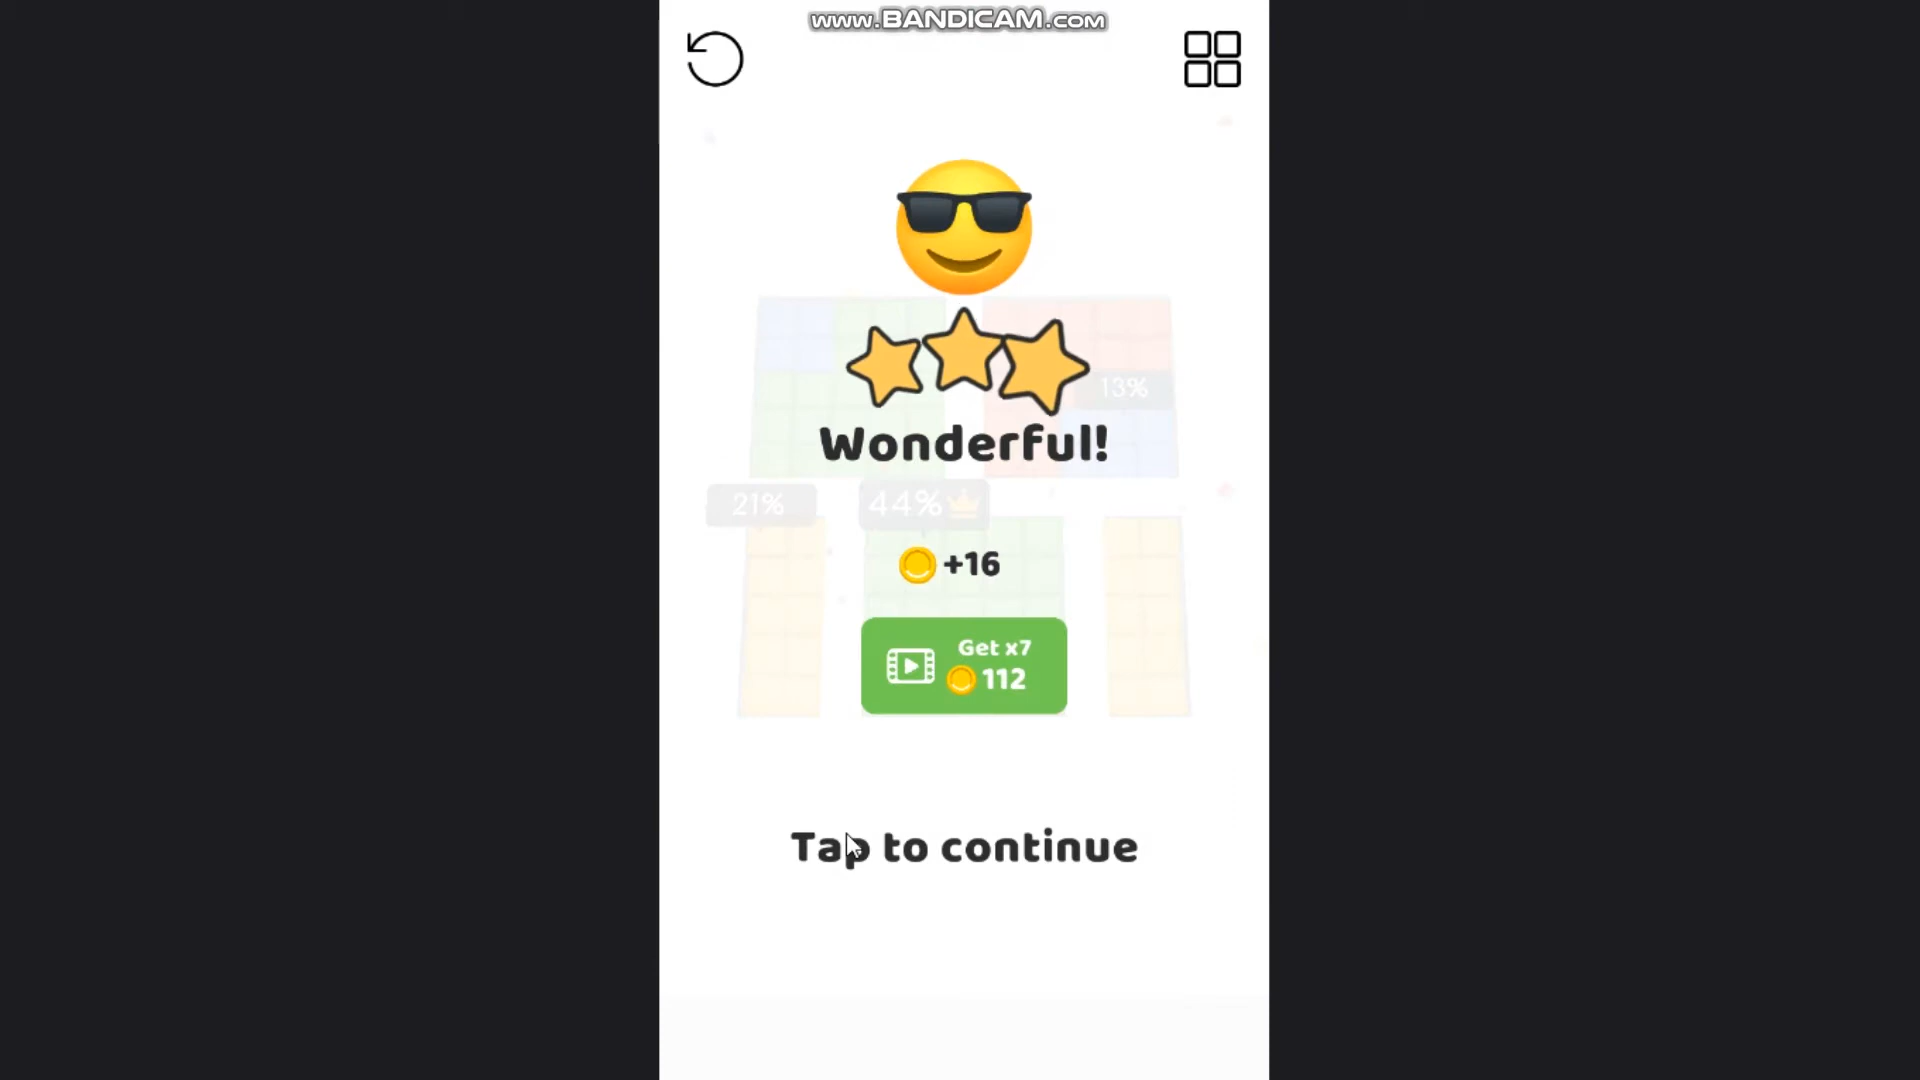 www.BANDICAM.com
13%
Wonderful!
21%
44%
+16
Get x7
112
Tap to continue